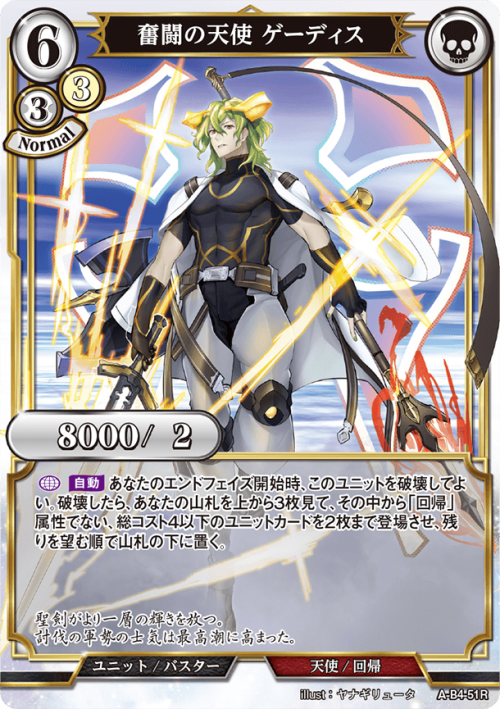 6
奮闘の天使 ゲーディス
3
3
Normal
8000/ 2
自動 あなたのエンドフェイズ開始時、このユニットを破壊してよ
い。破壊したら、あなたの山札を上から3枚見て、その中から「回帰」
属性でない、総コスト4以下のユニットカードを2枚まで登場させ、残
りを望む順で山札の下に置く。
聖剣がより一層の輝きを放つ。
討伐の軍勢の士気は最高潮に高まった。
ユニット/バスター
天使/回帰
illust：ヤナギリュータ
A-B4-51R